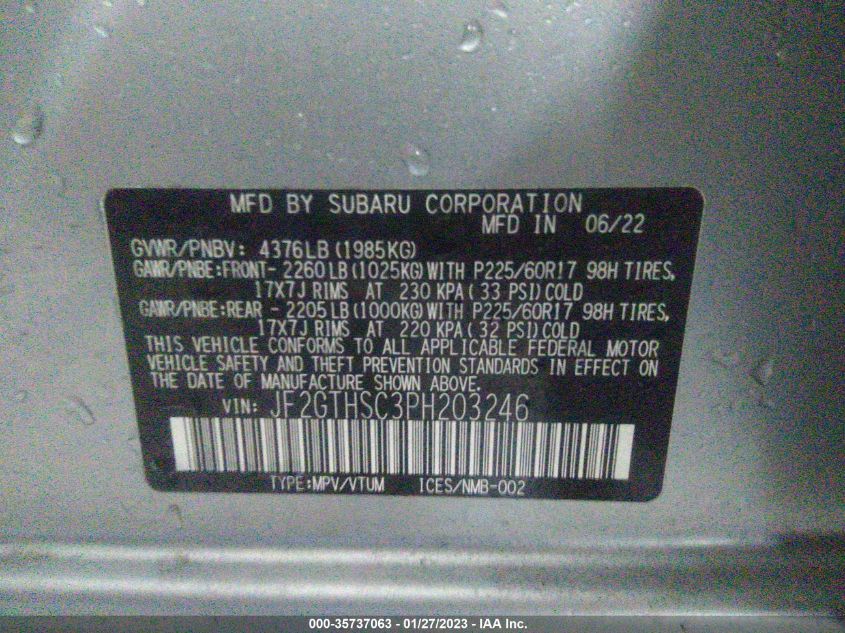 MFD BY SUBARU CORPORATION
MFD IN 06/22
GVWR/PNBV: 4376LB (1985KG)
GAWR/PNBE:FRONT- 2260LB (1025KG) WITH P225/60R17 98H TIRES,
17X7J RIMS AT 230 KPA (33 PSI) COLD
GAWR/PNBE:REAR - 2205LB (1000KG) WITH P225/60R17 98H TIRES,
17X7J RIMS AT 220 KPA (32 PSI) COLD
THIS VEHICLE CONFORMS TO ALL APPLICABLE FEDERAL MOTOR
VEHICLE SAFETY AND THEFT PREVENTION STANDARDS IN EFFECT ON
THE DATE OF MANUFACTURE SHOWN ABOVE.
VIN: JF2GTHSC3PH203246
TYPE:MPV/VTUM ICES/NMB-002
000-35737063 - 01/27/2023 - IAA Inc.